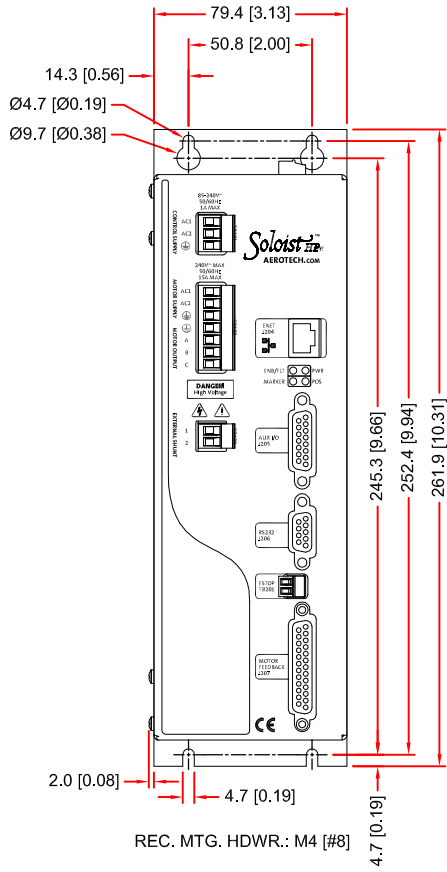 79.4 [3.13]
50.8 [2.00]
14.3 [0.56]
Ø4.7 [Ø0.19]
Ø9.7 [Ø0.38]
85-240V~
50/60Hz
1A MAX
CONTROL SUPPLY
AC1
AC2
Soloist™ HPe
AEROTECH.COM
240V~ MAX
50/60Hz
15A MAX
MOTOR SUPPLY
AC1
AC2
MOTOR OUTPUT
A
B
C
ENET
J204
ENB/FLT
PWR
MARKER
POS
DANGER!
High Voltage
EXTERNAL SHUNT
1
2
AUX I/O
J205
RS232
J206
ESTOP
TB201
MOTOR
FEEDBACK
J207
CE
245.3 [9.66]
252.4 [9.94]
261.9 [10.31]
2.0 [0.08]
4.7 [0.19]
4.7 [0.19]
REC. MTG. HDWR.: M4 [#8]